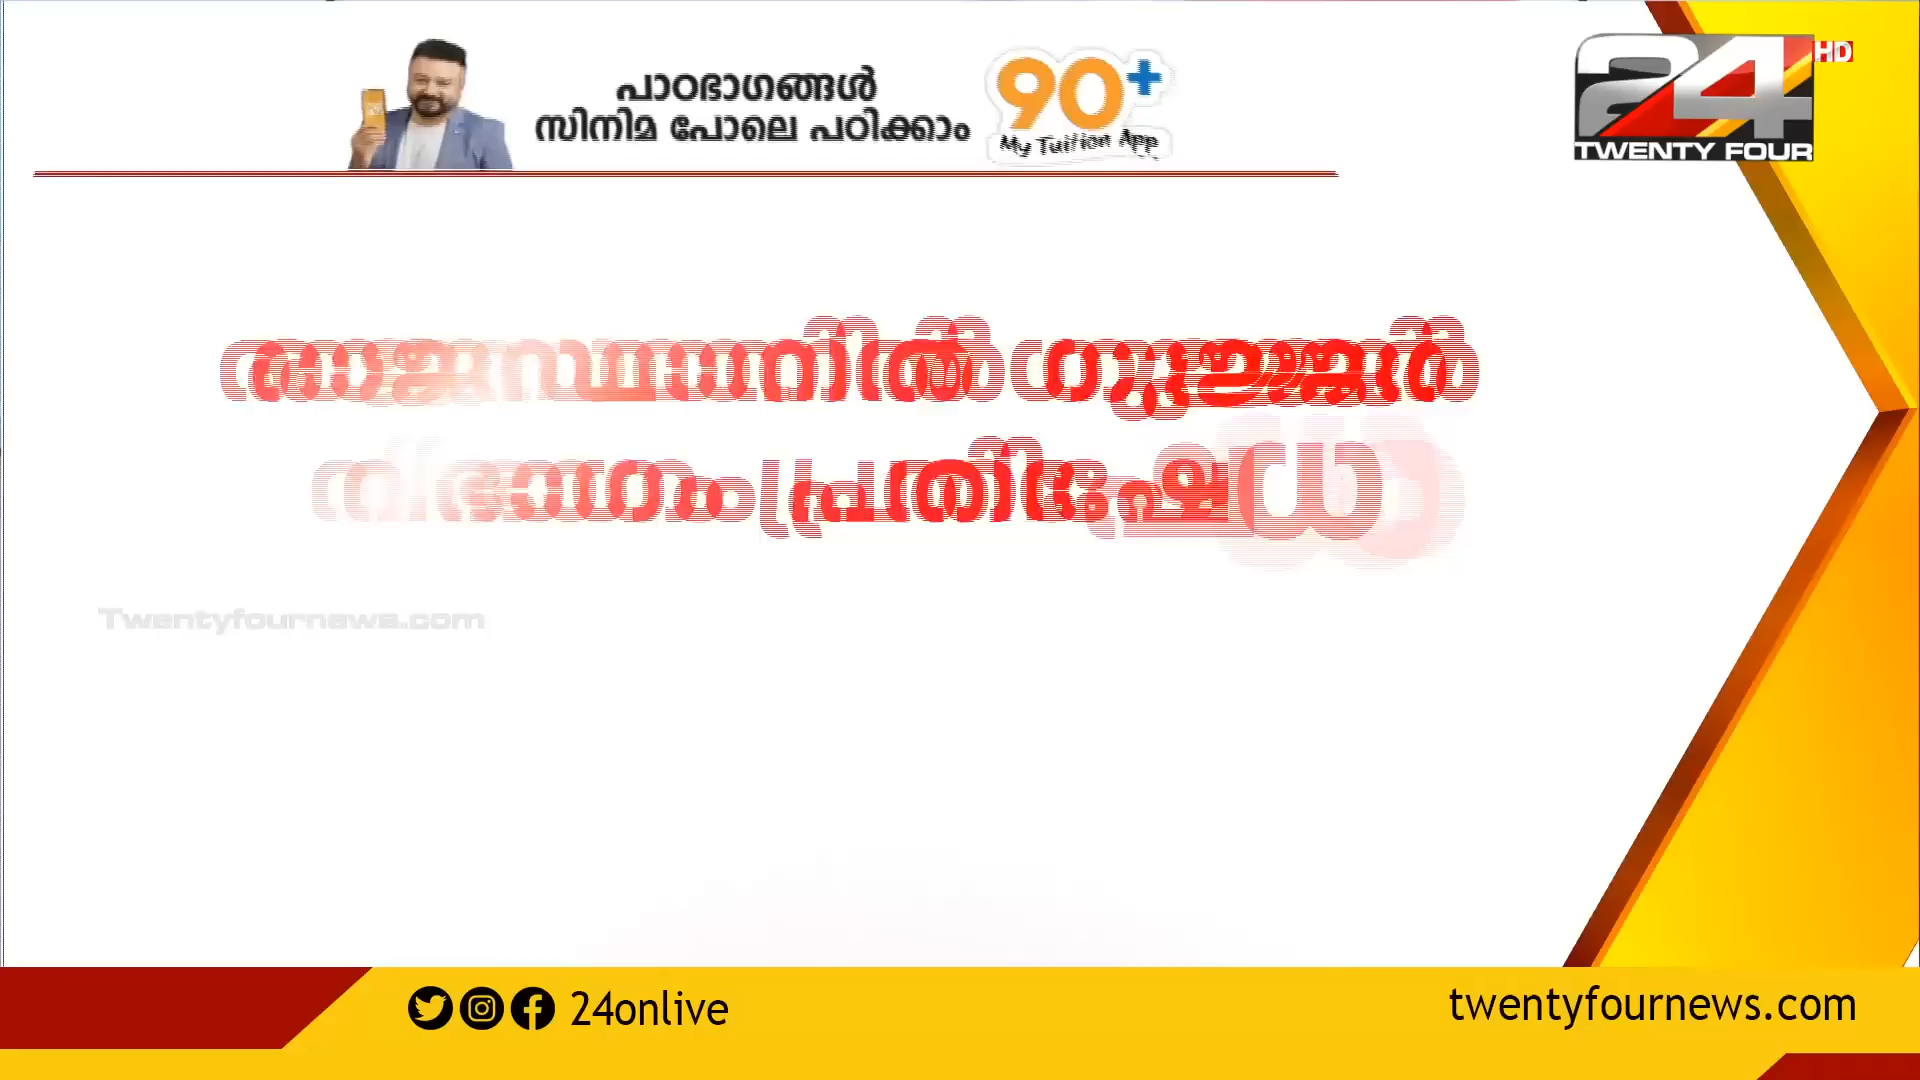 പാഠഭാഗങ്ങൾ
സിനിമ പോലെ പഠിക്കാം
90+
My Tuition App
24
HD
TWENTY FOUR
രാജസ്ഥാനിൽ ഗുജ്ജർ
വിഭാഗം
Twentyfournews.com
24onlive
twentyfournews.com